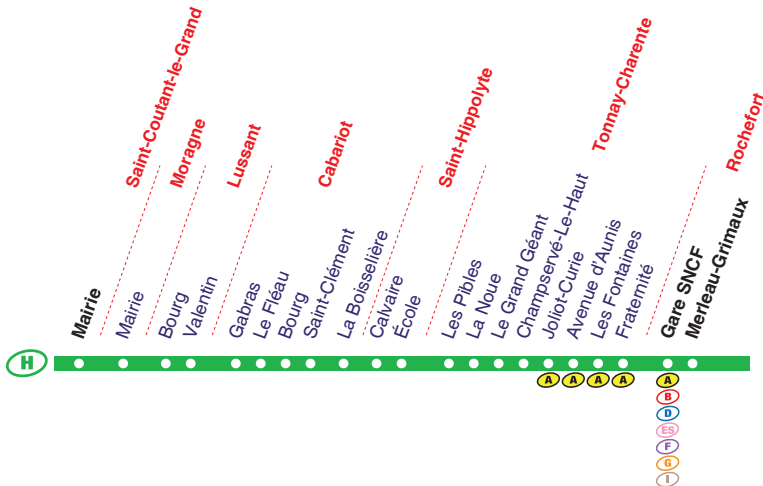 Saint-Coutant-le-Grand
Moragne
Lussant
Cabariot
Saint-Hippolyte
Tonnay-Charente
Rochefort
Mairie
Mairie
Bourg
Valentin
Gabras
Le Fléau
Bourg
Saint-Clément
La Boisselière
Calvaire
École
Les Pibles
La Noue
Le Grand Géant
Champservé-Le-Haut
Joliot-Curie
Avenue d'Aunis
Les Fontaines
Fraternité
Gare SNCF
Merleau-Grimaux
H
A A A A A
B
D
ES
F
G
I